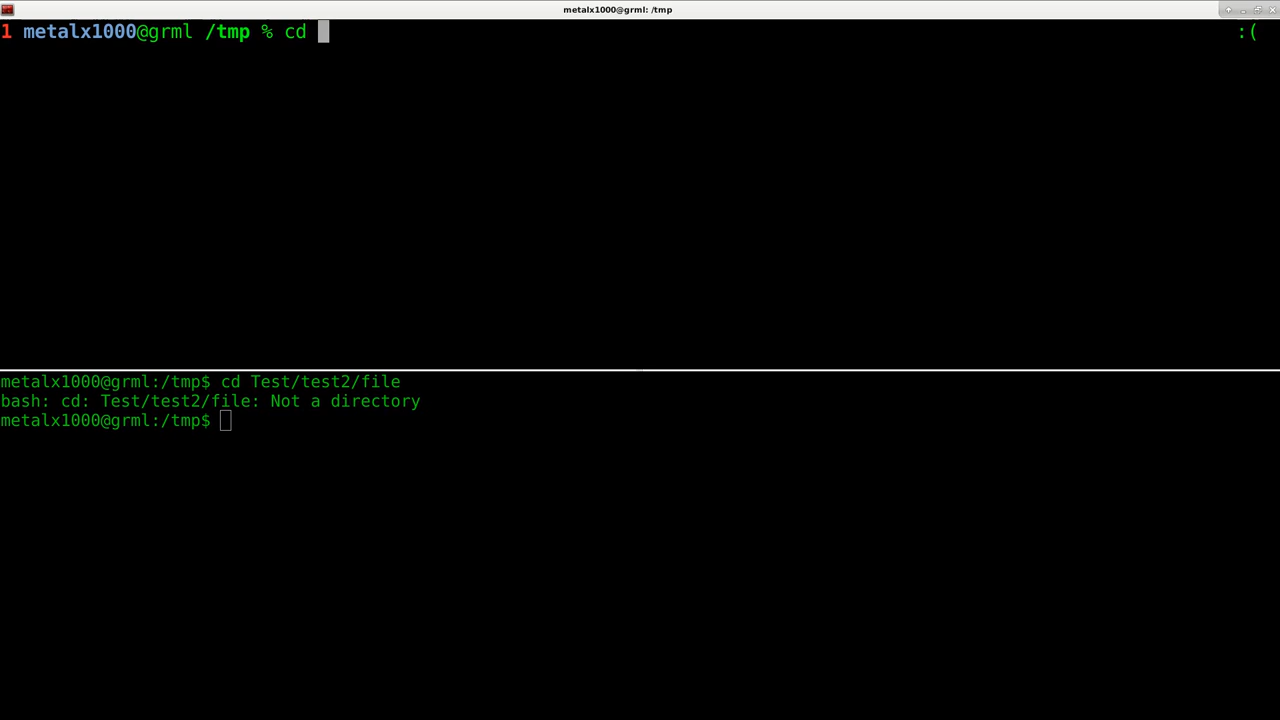 metalx1000@grml: /tmp
1 metalx1000@grml /tmp % cd :(
metalx1000@grml:/tmp$ cd Test/test2/file
bash: cd: Test/test2/file: Not a directory
metalx1000@grml:/tmp$